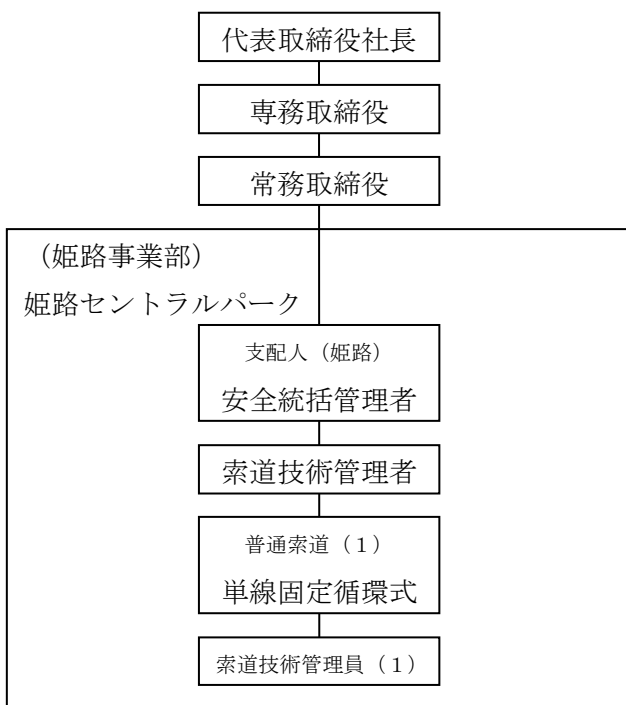 代表取締役社長
専務取締役
常務取締役
（姫路事業部）
姫路セントラルパーク
支配人（姫路）
安全統括管理者
索道技術管理者
普通索道（１）
単線固定循環式
索道技術管理員（１）